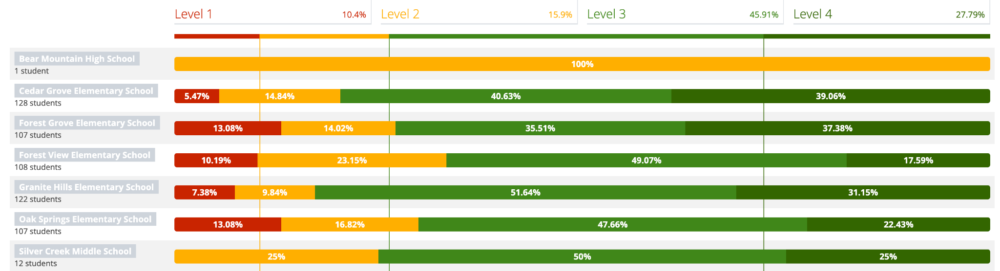 Level 1 10.4% Level 2 15.9% Level 3 45.91% Level 4 27.79%
Bear Mountain High School
1 student
100%
Cedar Grove Elementary School
128 students
5.47% 14.84% 40.63% 39.06%
Forest Grove Elementary School
107 students
13.08% 14.02% 35.51% 37.38%
Forest View Elementary School
108 students
10.19% 23.15% 49.07% 17.59%
Granite Hills Elementary School
122 students
7.38% 9.84% 51.64% 31.15%
Oak Springs Elementary School
107 students
13.08% 16.82% 47.66% 22.43%
Silver Creek Middle School
12 students
25% 50% 25%